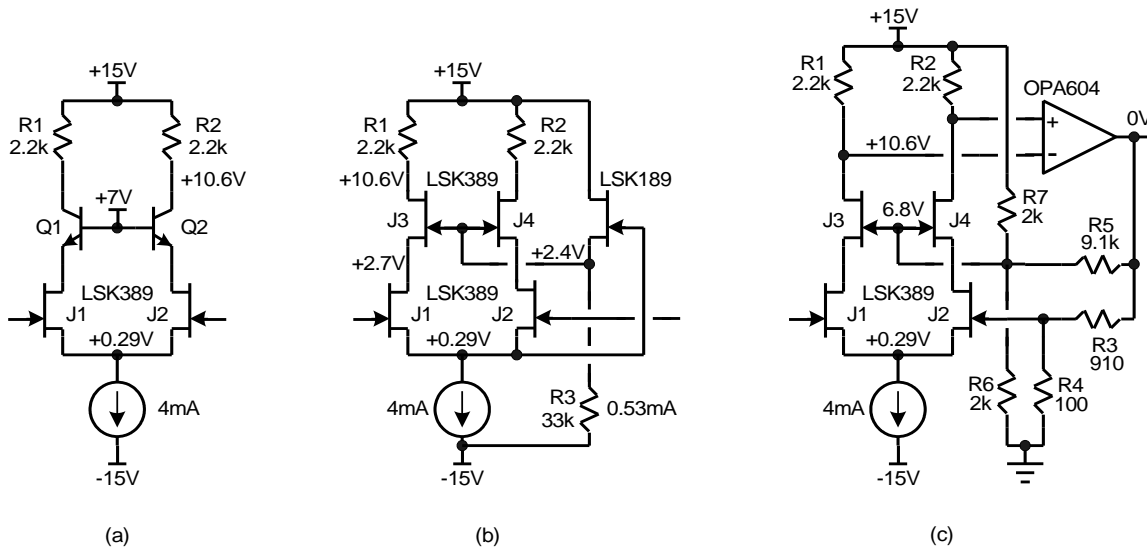 +15V
R1
2.2k
R2
2.2k
+10.6V
+7V
Q1
Q2
LSK389
J1
J2
+0.29V
4mA
-15V
(a)
+15V
R1
2.2k
R2
2.2k
+10.6V
LSK389
LSK189
J3
J4
+2.7V
+2.4V
LSK389
J1
J2
+0.29V
4mA
R3
33k
0.53mA
-15V
(b)
+15V
R1
2.2k
R2
2.2k
OPA604
+
0V
+10.6V
−
J3
6.8V
J4
R7
2k
R5
9.1k
LSK389
J1
J2
+0.29V
R3
910
4mA
R6
2k
R4
100
-15V
(c)